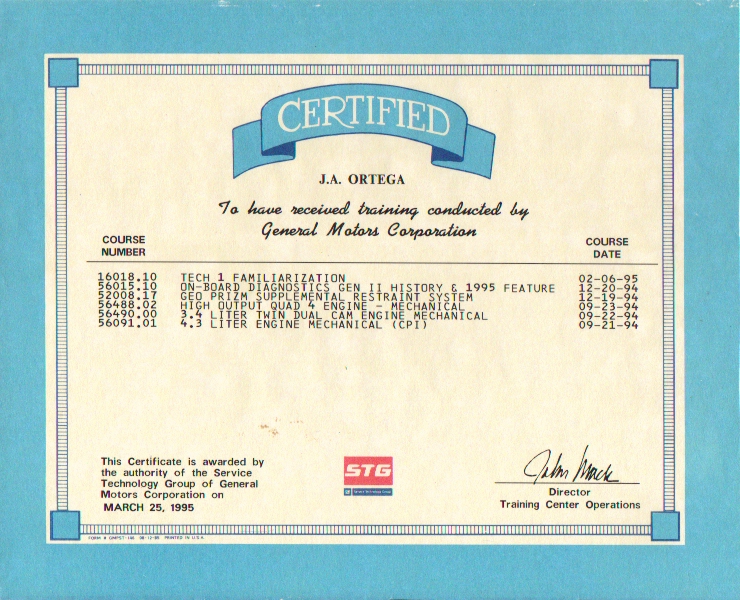 CERTIFIED
J.A. ORTEGA
To have received training conducted by
General Motors Corporation
COURSE
NUMBER
COURSE
DATE
16018.10 TECH 1 FAMILIARIZATION 02-06-95
56015.10 ON-BOARD DIAGNOSTICS GEN II HISTORY & 1995 FEATURE 12-20-94
52008.17 GEO PRIZM SUPPLEMENTAL RESTRAINT SYSTEM 12-19-94
56488.02 HIGH OUTPUT QUAD 4 ENGINE - MECHANICAL 09-23-94
56490.00 3.4 LITER TWIN DUAL CAM ENGINE MECHANICAL 09-22-94
56091.01 4.3 LITER ENGINE MECHANICAL (CPI) 09-21-94
This Certificate is awarded by
the authority of the Service
Technology Group of General
Motors Corporation on
MARCH 25, 1995
STG
John Mack
Director
Training Center Operations
PRINTED IN U.S.A.